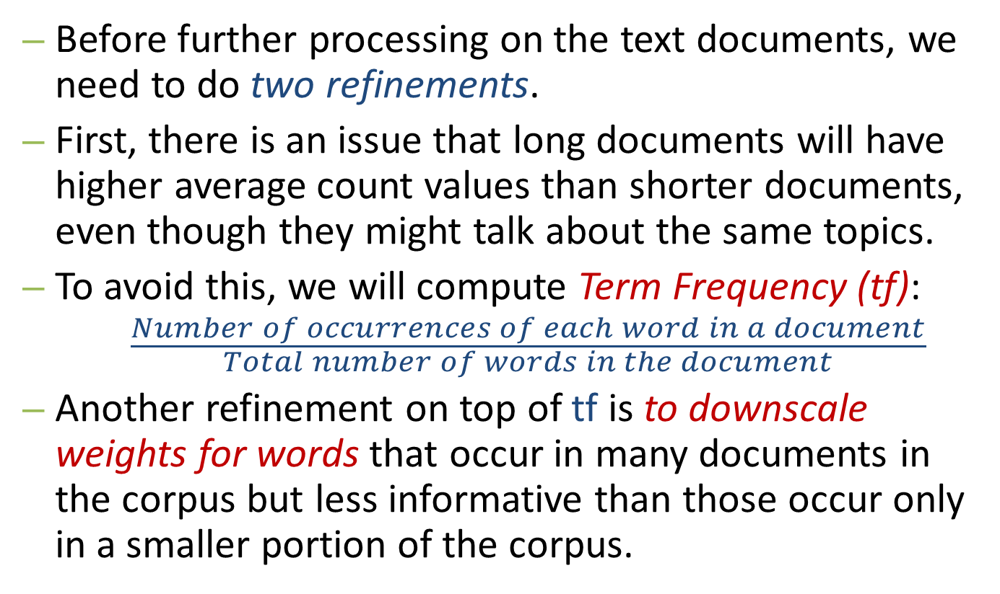 – Before further processing on the text documents, we
need to do two refinements.
– First, there is an issue that long documents will have
higher average count values than shorter documents,
even though they might talk about the same topics.
– To avoid this, we will compute Term Frequency (tf):
Number of occurrences of each word in a document
Total number of words in the document
– Another refinement on top of tf is to downscale
weights for words that occur in many documents in
the corpus but less informative than those occur only
in a smaller portion of the corpus.